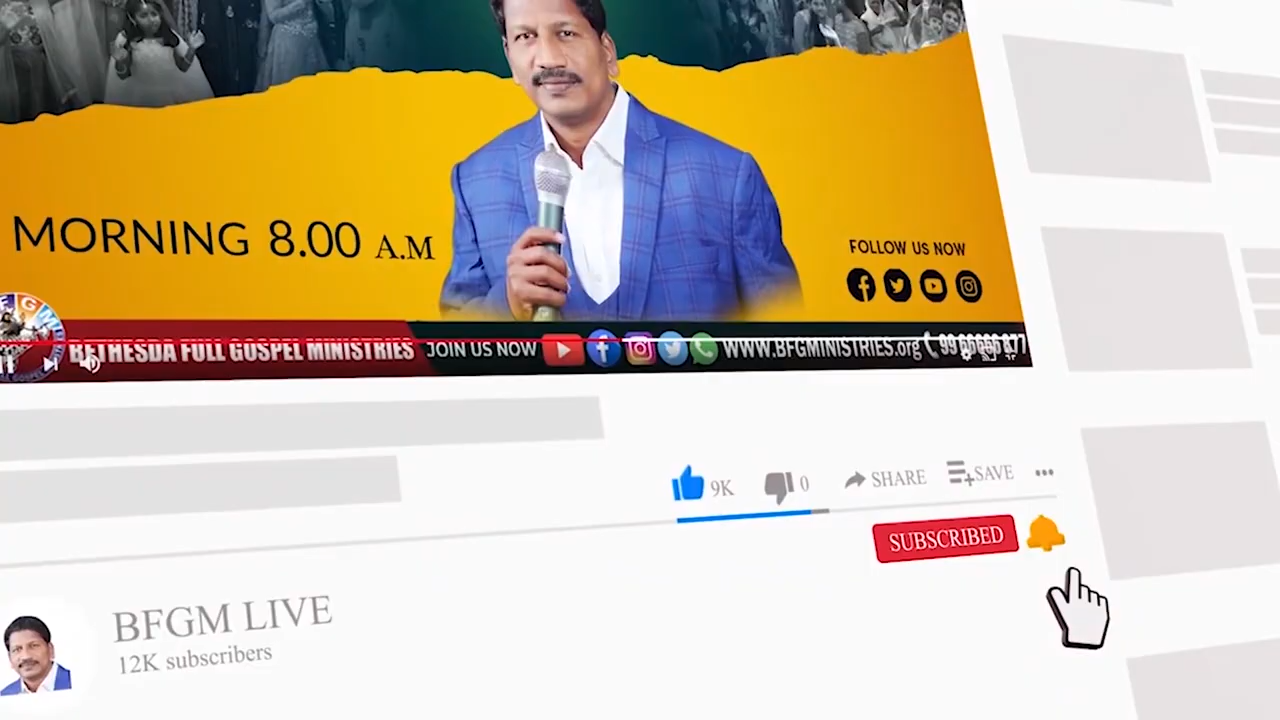 MORNING 8.00 A.M
FOLLOW US NOW
BETHESDA FULL GOSPEL MINISTRIES JOIN US NOW WWW.BFGMINISTRIES.org
9K 0 SHARE SAVE
SUBSCRIBED
BFGM LIVE
12K subscribers